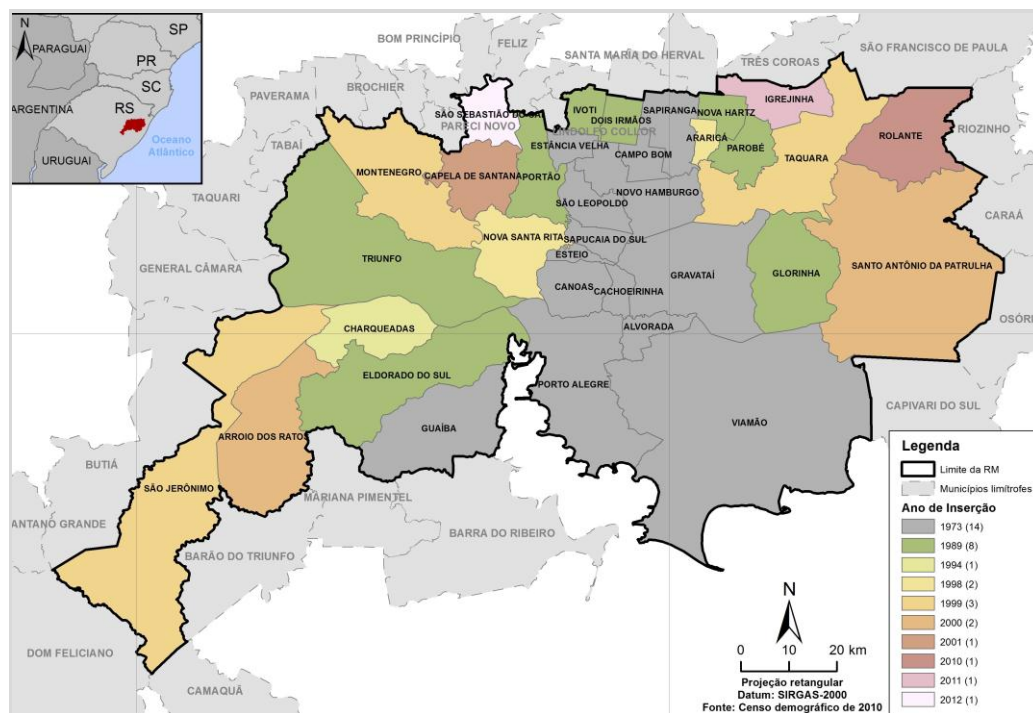 N
SP
PARAGUAI
PR
SC
ARGENTINA
RS
Oceano
Atlântico
URUGUAI
BOM PRINCÍPIO
FELIZ
SANTA MARIA DO HERVAL
TRÊS COROAS
SÃO FRANCISCO DE PAULA
PAVERAMA
BROCHIER
SÃO SEBASTIÃO DO CAÍ
PARECI NOVO
IVOTI
DOIS IRMÃOS
SAPIRANGA
NOVA HARTZ
IGREJINHA
ROLANTE
RIOZINHO
TABAÍ
ESTÂNCIA VELHA
ARARICÁ
PAROBÉ
TAQUARA
MONTENEGRO
CAPELA DE SANTANA
PORTÃO
CAMPO BOM
TAQUARI
NOVO HAMBURGO
SÃO LEOPOLDO
CARAÁ
NOVA SANTA RITA
SAPUCAIA DO SUL
GENERAL CÂMARA
TRIUNFO
ESTEIO
GRAVATAÍ
GLORINHA
SANTO ANTÔNIO DA PATRULHA
CANOAS
CACHOEIRINHA
OSÓRI
CHARQUEADAS
ALVORADA
ELDORADO DO SUL
PORTO ALEGRE
CAPIVARI DO SUL
GUAÍBA
VIAMÃO
ARROIO DOS RATOS
BUTIÁ
SÃO JERÔNIMO
MARIANA PIMENTEL
ANTANO GRANDE
BARRA DO RIBEIRO
BARÃO DO TRIUNFO
DOM FELICIANO
CAMAQUÃ
N
0 10 20 km
Projeção retangular
Datum: SIRGAS-2000
Fonte: Censo demográfico de 2010
Legenda
Limite da RM
Municípios limítrofes
Ano de Inserção
1973 (14)
1989 (8)
1994 (1)
1998 (2)
1999 (3)
2000 (2)
2001 (1)
2010 (1)
2011 (1)
2012 (1)